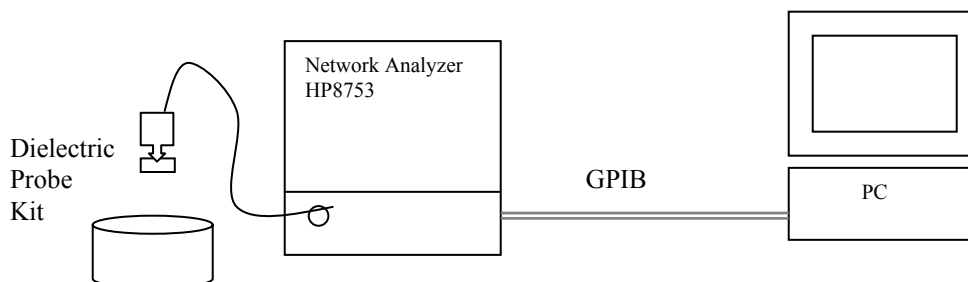 Network Analyzer
HP8753
Dielectric
Probe
Kit
GPIB
PC